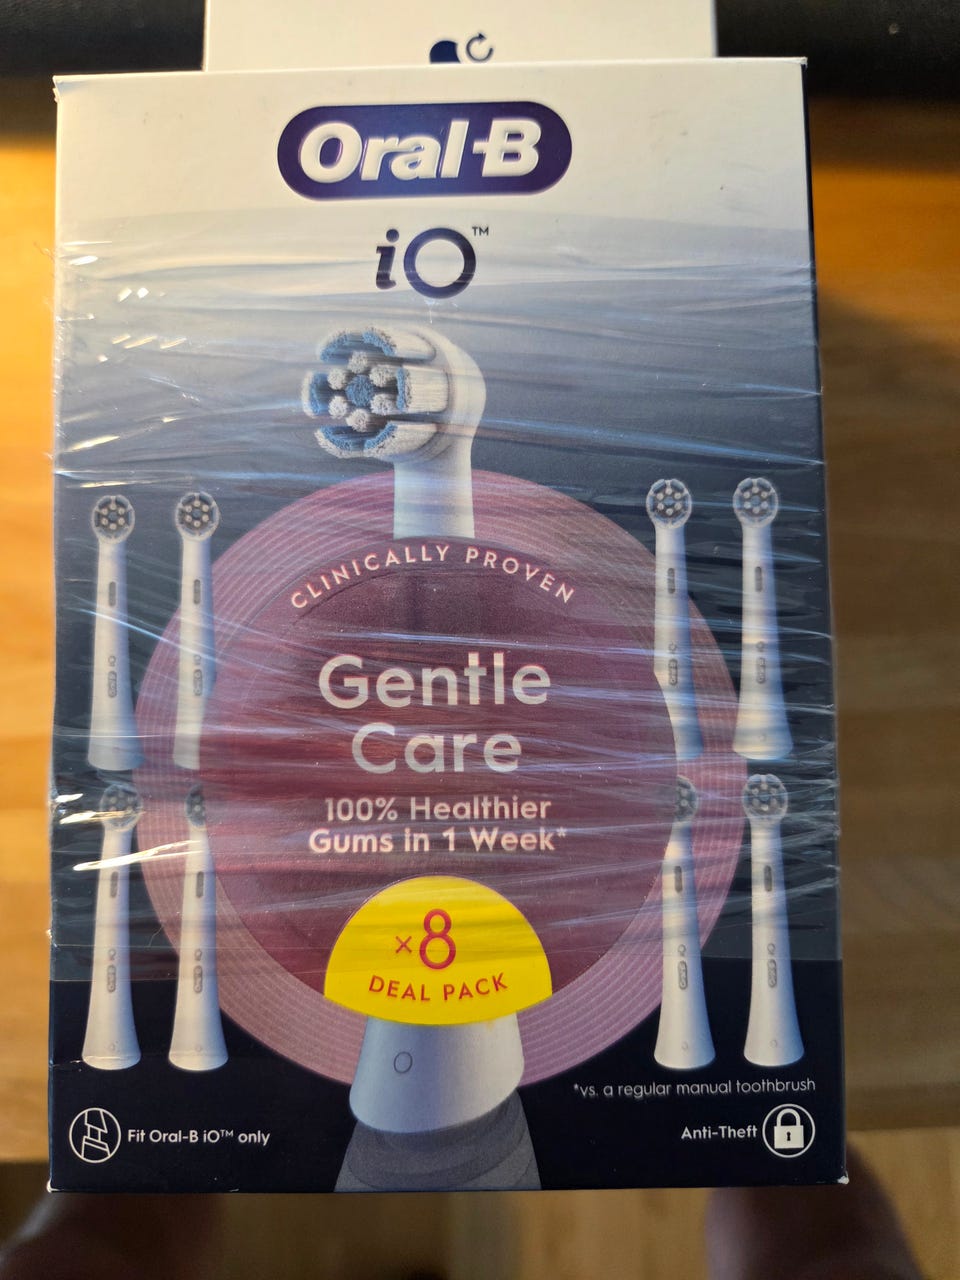 Oral-B
iO™
CLINICALLY PROVEN
Gentle
Care
100% Healthier
Gums in 1 Week*
×8
DEAL PACK
*vs. a regular manual toothbrush
Fit Oral-B iO™ only
Anti-Theft